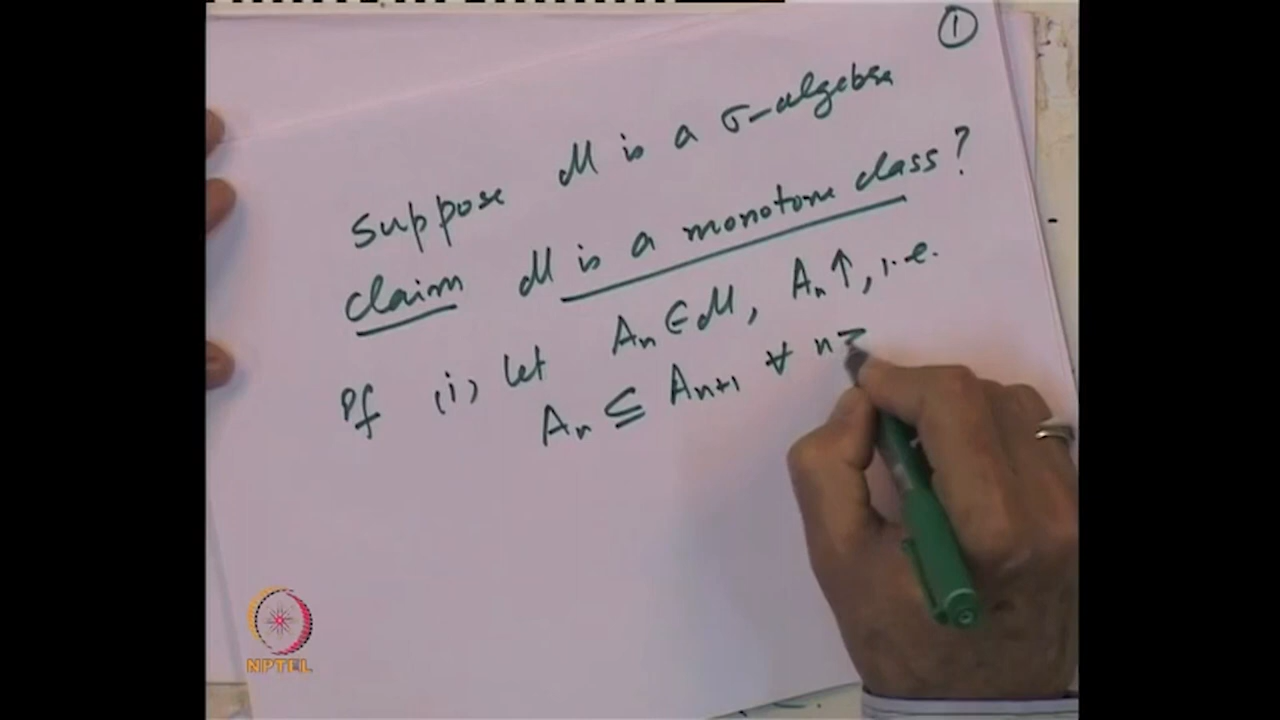 ①
Suppose M is a σ-algebra
claim M is a monotone class?
Pf (i) let Aₙ ∈ M, Aₙ ↑, i.e.
Aₙ ⊆ Aₙ₊₁ ∀ n ≥
NPTEL